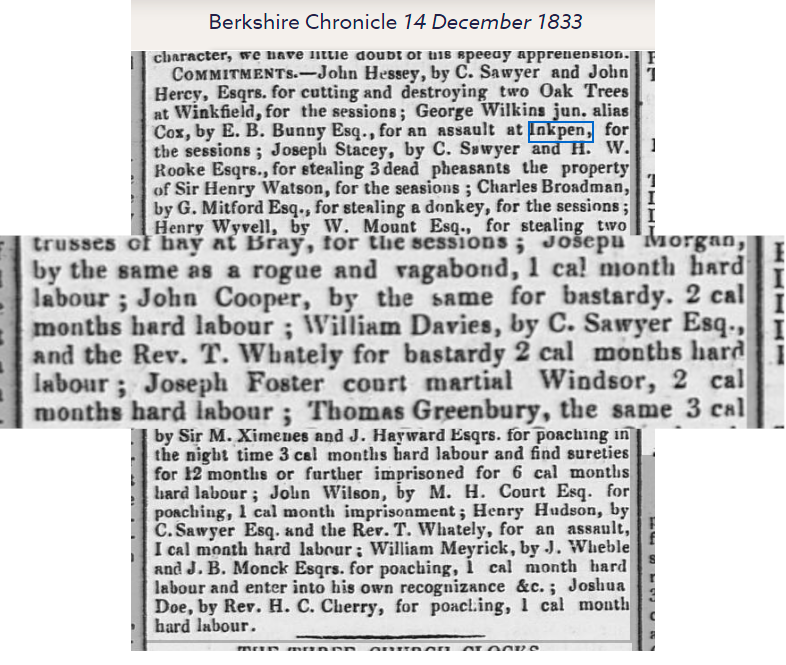 Berkshire Chronicle 14 December 1833
character, we have little doubt of his speedy apprehension.
COMMITMENTS.—John Hessey, by C. Sawyer and John
Hercy, Esqrs. for cutting and destroying two Oak Trees
at Winkfield, for the sessions; George Wilkins jun. alias
Cox, by E. B. Bunny Esq., for an assault at Inkpen, for
the sessions; Joseph Stacey, by C. Sawyer and H. W.
Rooke Esqrs., for stealing 3 dead pheasants the property
of Sir Henry Watson, for the seasions; Charles Broadman,
by G. Mitford Esq., for stealing a donkey, for the sessions;
Henry Wyvell, by W. Mount Esq., for stealing two
trusses of hay at Bray, for the sessions; Joseph Morgan,
by the same as a rogue and vagabond, 1 cal month hard
labour; John Cooper, by the same for bastardy. 2 cal
months hard labour; William Davies, by C. Sawyer Esq.,
and the Rev. T. Whately for bastardy 2 cal months hard
labour; Joseph Foster court martial Windsor, 2 cal
months hard labour; Thomas Greenbury, the same 3 cal
by Sir M. Ximenes and J. Hayward Esqrs. for poaching in
the night time 3 cal months hard labour and find sureties
for 12 months or further imprisoned for 6 cal months
hard labour; John Wilson, by M. H. Court Esq. for
poaching, 1 cal month imprisonment; Henry Hudson, by
C. Sawyer Esq. and the Rev. T. Whately, for an assault,
1 cal month hard labour; William Meyrick, by J. Wheble
and J. B. Monck Esqrs. for poaching, 1 cal month hard
labour and enter into his own recognizance &c.; Joshua
Doe, by Rev. H. C. Cherry, for poaching, 1 cal month
hard labour.
THE THREE CHURCH CLOCKS